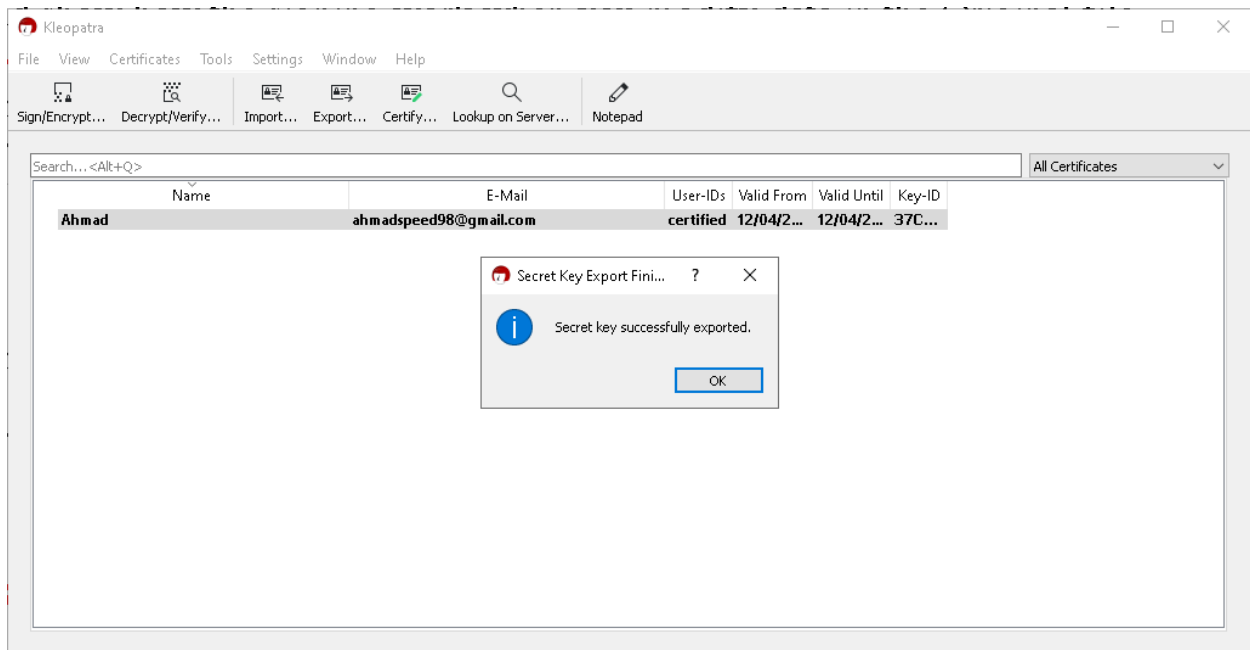 Kleopatra
File View Certificates Tools Settings Window Help
Sign/Encrypt... Decrypt/Verify... Import... Export... Certify... Lookup on Server... Notepad
Search...<Alt+Q> All Certificates
Name E-Mail User-IDs Valid From Valid Until Key-ID
Ahmad ahmadspeed98@gmail.com certified 12/04/2... 12/04/2... 37C...
Secret Key Export Fini... ?
Secret key successfully exported.
OK